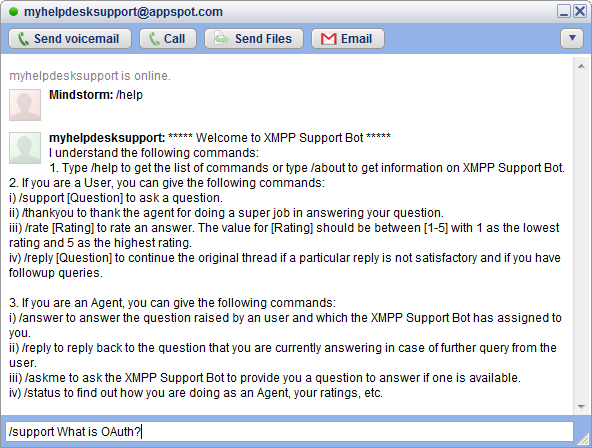 myhelpdesksupport@appspot.com
Send voicemail Call Send Files Email
myhelpdesksupport is online.
Mindstorm: /help
myhelpdesksupport: ***** Welcome to XMPP Support Bot *****
I understand the following commands:
1. Type /help to get the list of commands or type /about to get information on XMPP Support Bot.
2. If you are a User, you can give the following commands:
i) /support [Question] to ask a question.
ii) /thankyou to thank the agent for doing a super job in answering your question.
iii) /rate [Rating] to rate an answer. The value for [Rating] should be between [1-5] with 1 as the lowest
rating and 5 as the highest rating.
iv) /reply [Question] to continue the original thread if a particular reply is not satisfactory and if you have
followup queries.
3. If you are an Agent, you can give the following commands:
i) /answer to answer the question raised by an user and which the XMPP Support Bot has assigned to
you.
ii) /reply to reply back to the question that you are currently answering in case of further query from the
user.
iii) /askme to ask the XMPP Support Bot to provide you a question to answer if one is available.
iv) /status to find out how you are doing as an Agent, your ratings, etc.
/support What is OAuth?